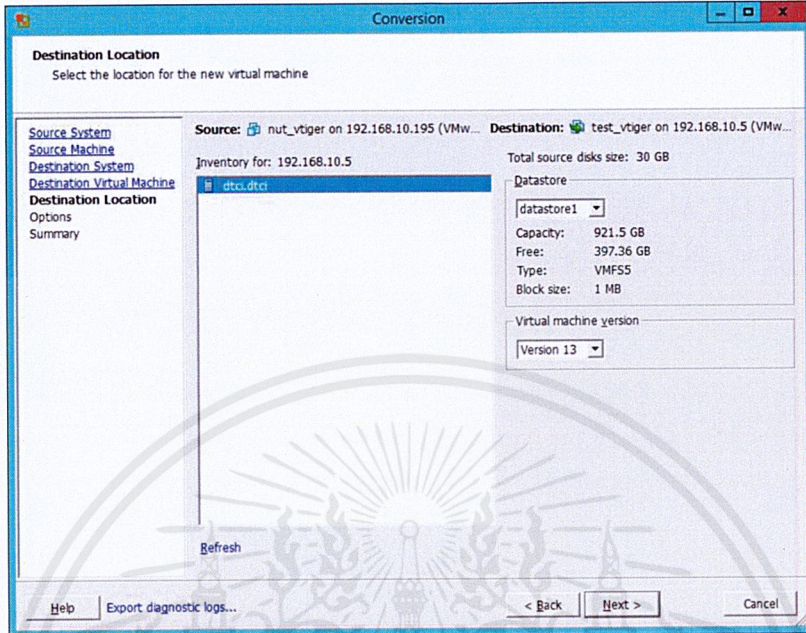 Conversion
Destination Location
Select the location for the new virtual machine
Source System
Source Machine
Destination System
Destination Virtual Machine
Destination Location
Options
Summary
Source: nut_vtiger on 192.168.10.195 (VMw... Destination: test_vtiger on 192.168.10.5 (VMw...
Inventory for: 192.168.10.5
dtci.dtci
Refresh
Total source disks size: 30 GB
Datastore
datastore1
Capacity: 921.5 GB
Free: 397.36 GB
Type: VMFS5
Block size: 1 MB
Virtual machine version
Version 13
Help Export diagnostic logs... < Back Next > Cancel